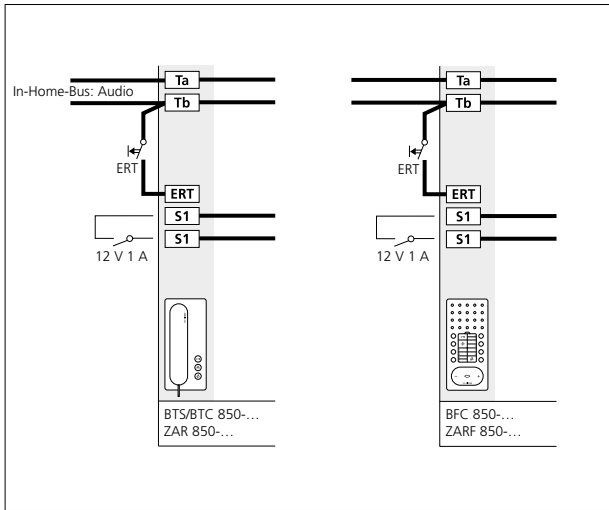 In-Home-Bus: Audio
Ta
Tb
ERT
ERT
S1
S1
12 V 1 A
BTS/BTC 850-…
ZAR 850-…
Ta
Tb
ERT
ERT
S1
S1
12 V 1 A
BFC 850-…
ZARF 850-…